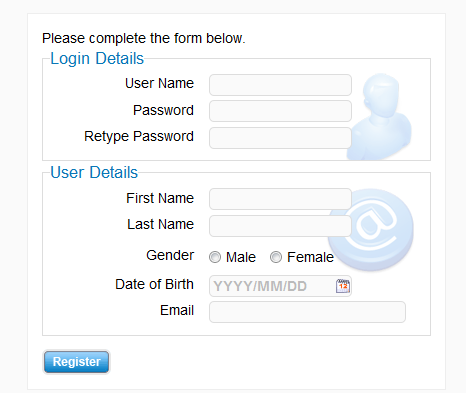 Please complete the form below.
Login Details
User Name
Password
Retype Password
User Details
First Name
Last Name
Gender Male Female
Date of Birth YYYY/MM/DD 12
Email
Register